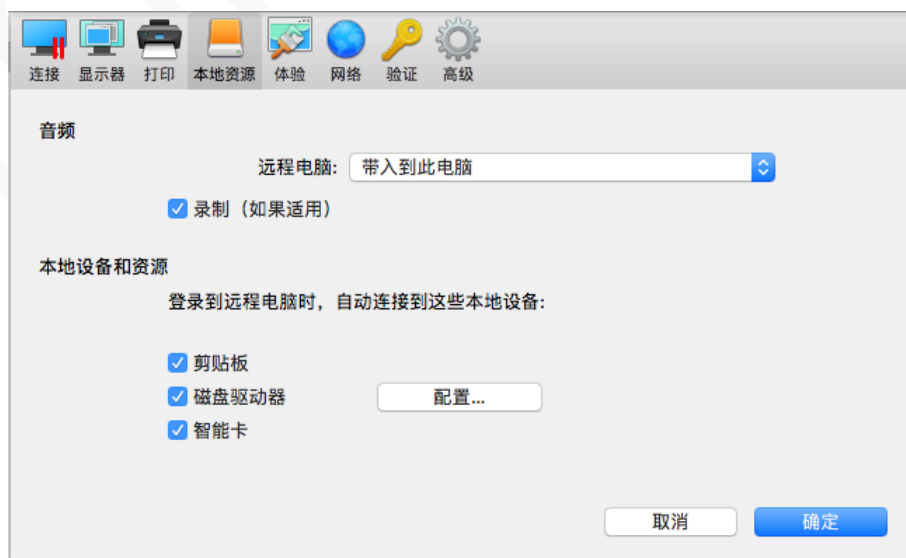 连接 显示器 打印 本地资源 体验 网络 验证 高级
音频
远程电脑: 带入到此电脑
录制（如果适用）
本地设备和资源
登录到远程电脑时，自动连接到这些本地设备:
剪贴板
磁盘驱动器 配置...
智能卡
取消 确定